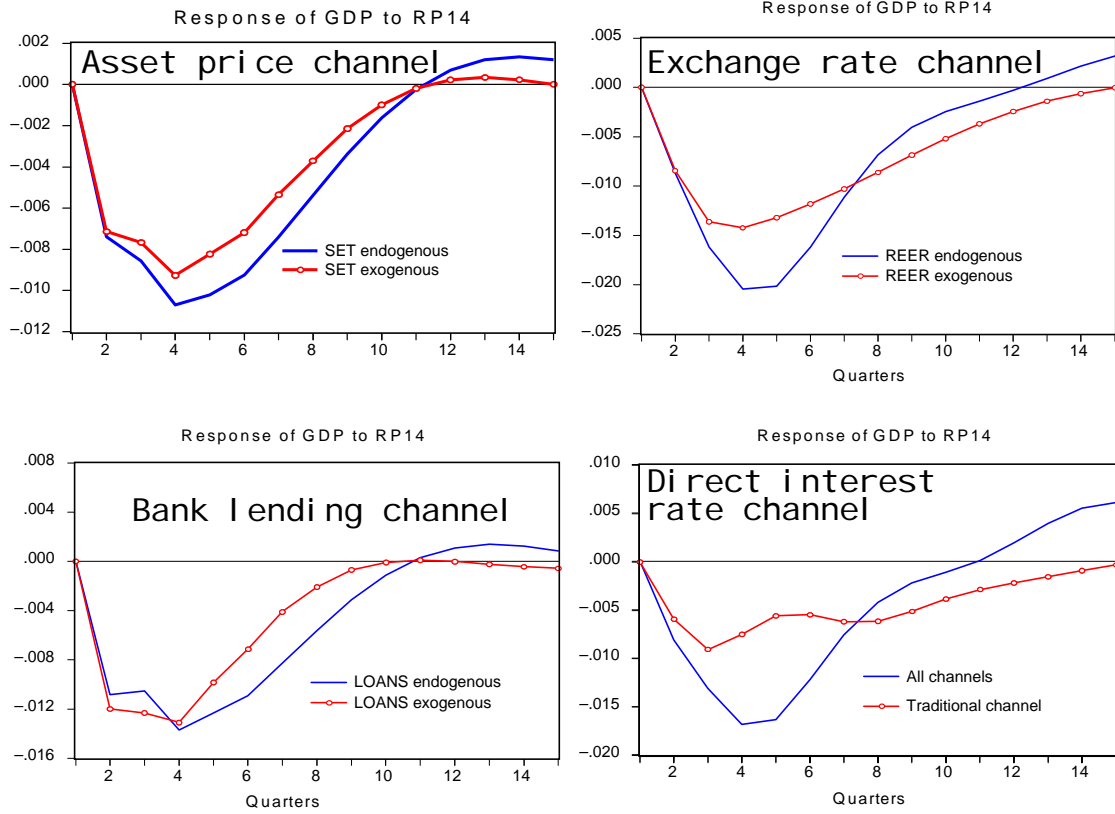 Response of GDP to RP14
Asset price channel
.002
.000
–.002
–.004
–.006
–.008
–.010
–.012
SET endogenous
SET exogenous
2 4 6 8 10 12 14
Response of GDP to RP14
Exchange rate channel
.005
.000
–.005
–.010
–.015
–.020
–.025
REER endogenous
REER exogenous
2 4 6 8 10 12 14
Quarters
Response of GDP to RP14
Bank lending channel
.008
.004
.000
–.004
–.008
–.012
–.016
LOANS endogenous
LOANS exogenous
2 4 6 8 10 12 14
Quarters
Response of GDP to RP14
Direct interest
rate channel
.010
.005
.000
–.005
–.010
–.015
–.020
All channels
Traditional channel
2 4 6 8 10 12 14
Quarters